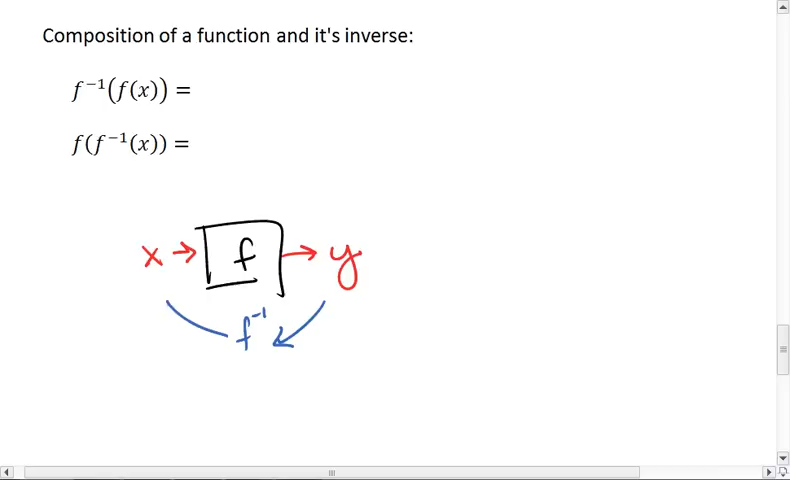 Composition of a function and it's inverse:
f⁻¹(f(x)) =
f(f⁻¹(x)) =
x → f → y
f⁻¹